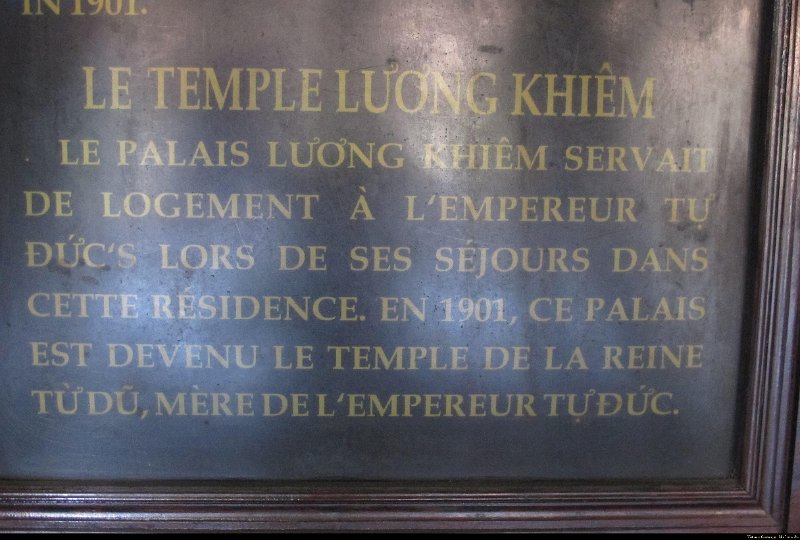 IN 1901.
LE TEMPLE LƯƠNG KHIÊM
LE PALAIS LƯƠNG KHIÊM SERVAIT
DE LOGEMENT À L‘EMPEREUR TỰ
ĐỨC‘S LORS DE SES SÉJOURS DANS
CETTE RÉSIDENCE. EN 1901, CE PALAIS
EST DEVENU LE TEMPLE DE LA REINE
TỪ DŨ, MÈRE DE L‘EMPEREUR TỰ ĐỨC.